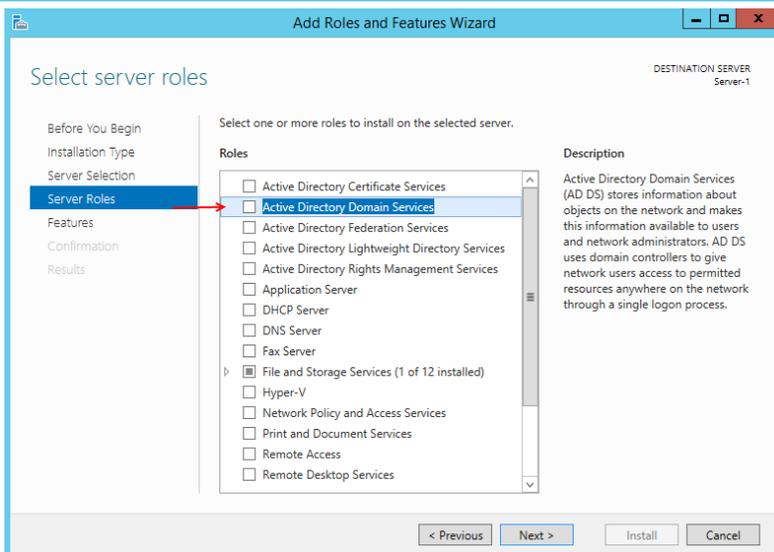 Add Roles and Features Wizard
Select server roles
DESTINATION SERVER
Server-1
Before You Begin
Installation Type
Server Selection
Server Roles
Features
Confirmation
Results
Select one or more roles to install on the selected server.
Roles
Active Directory Certificate Services
Active Directory Domain Services
Active Directory Federation Services
Active Directory Lightweight Directory Services
Active Directory Rights Management Services
Application Server
DHCP Server
DNS Server
Fax Server
File and Storage Services (1 of 12 installed)
Hyper-V
Network Policy and Access Services
Print and Document Services
Remote Access
Remote Desktop Services
Description
Active Directory Domain Services
(AD DS) stores information about
objects on the network and makes
this information available to users
and network administrators. AD DS
uses domain controllers to give
network users access to permitted
resources anywhere on the network
through a single logon process.
< Previous
Next >
Install
Cancel